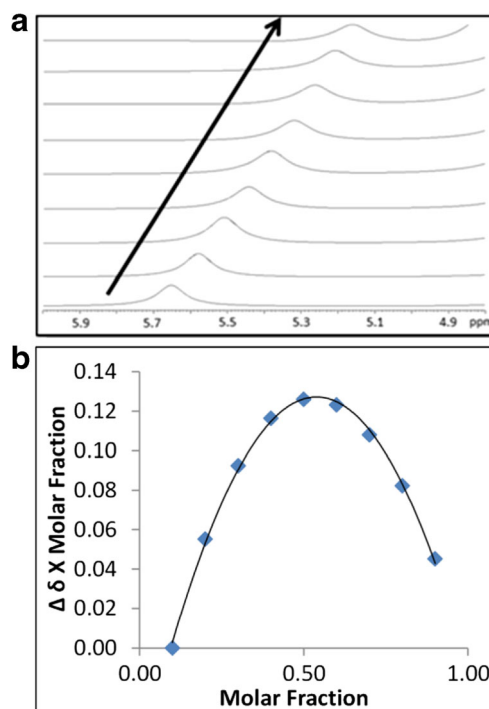 a
5.9 5.7 5.5 5.3 5.1 4.9 ppm
b
0.14
0.12
0.10
0.08
0.06
0.04
0.02
0.00
Δ δ X Molar Fraction
0.00 0.50 1.00
Molar Fraction